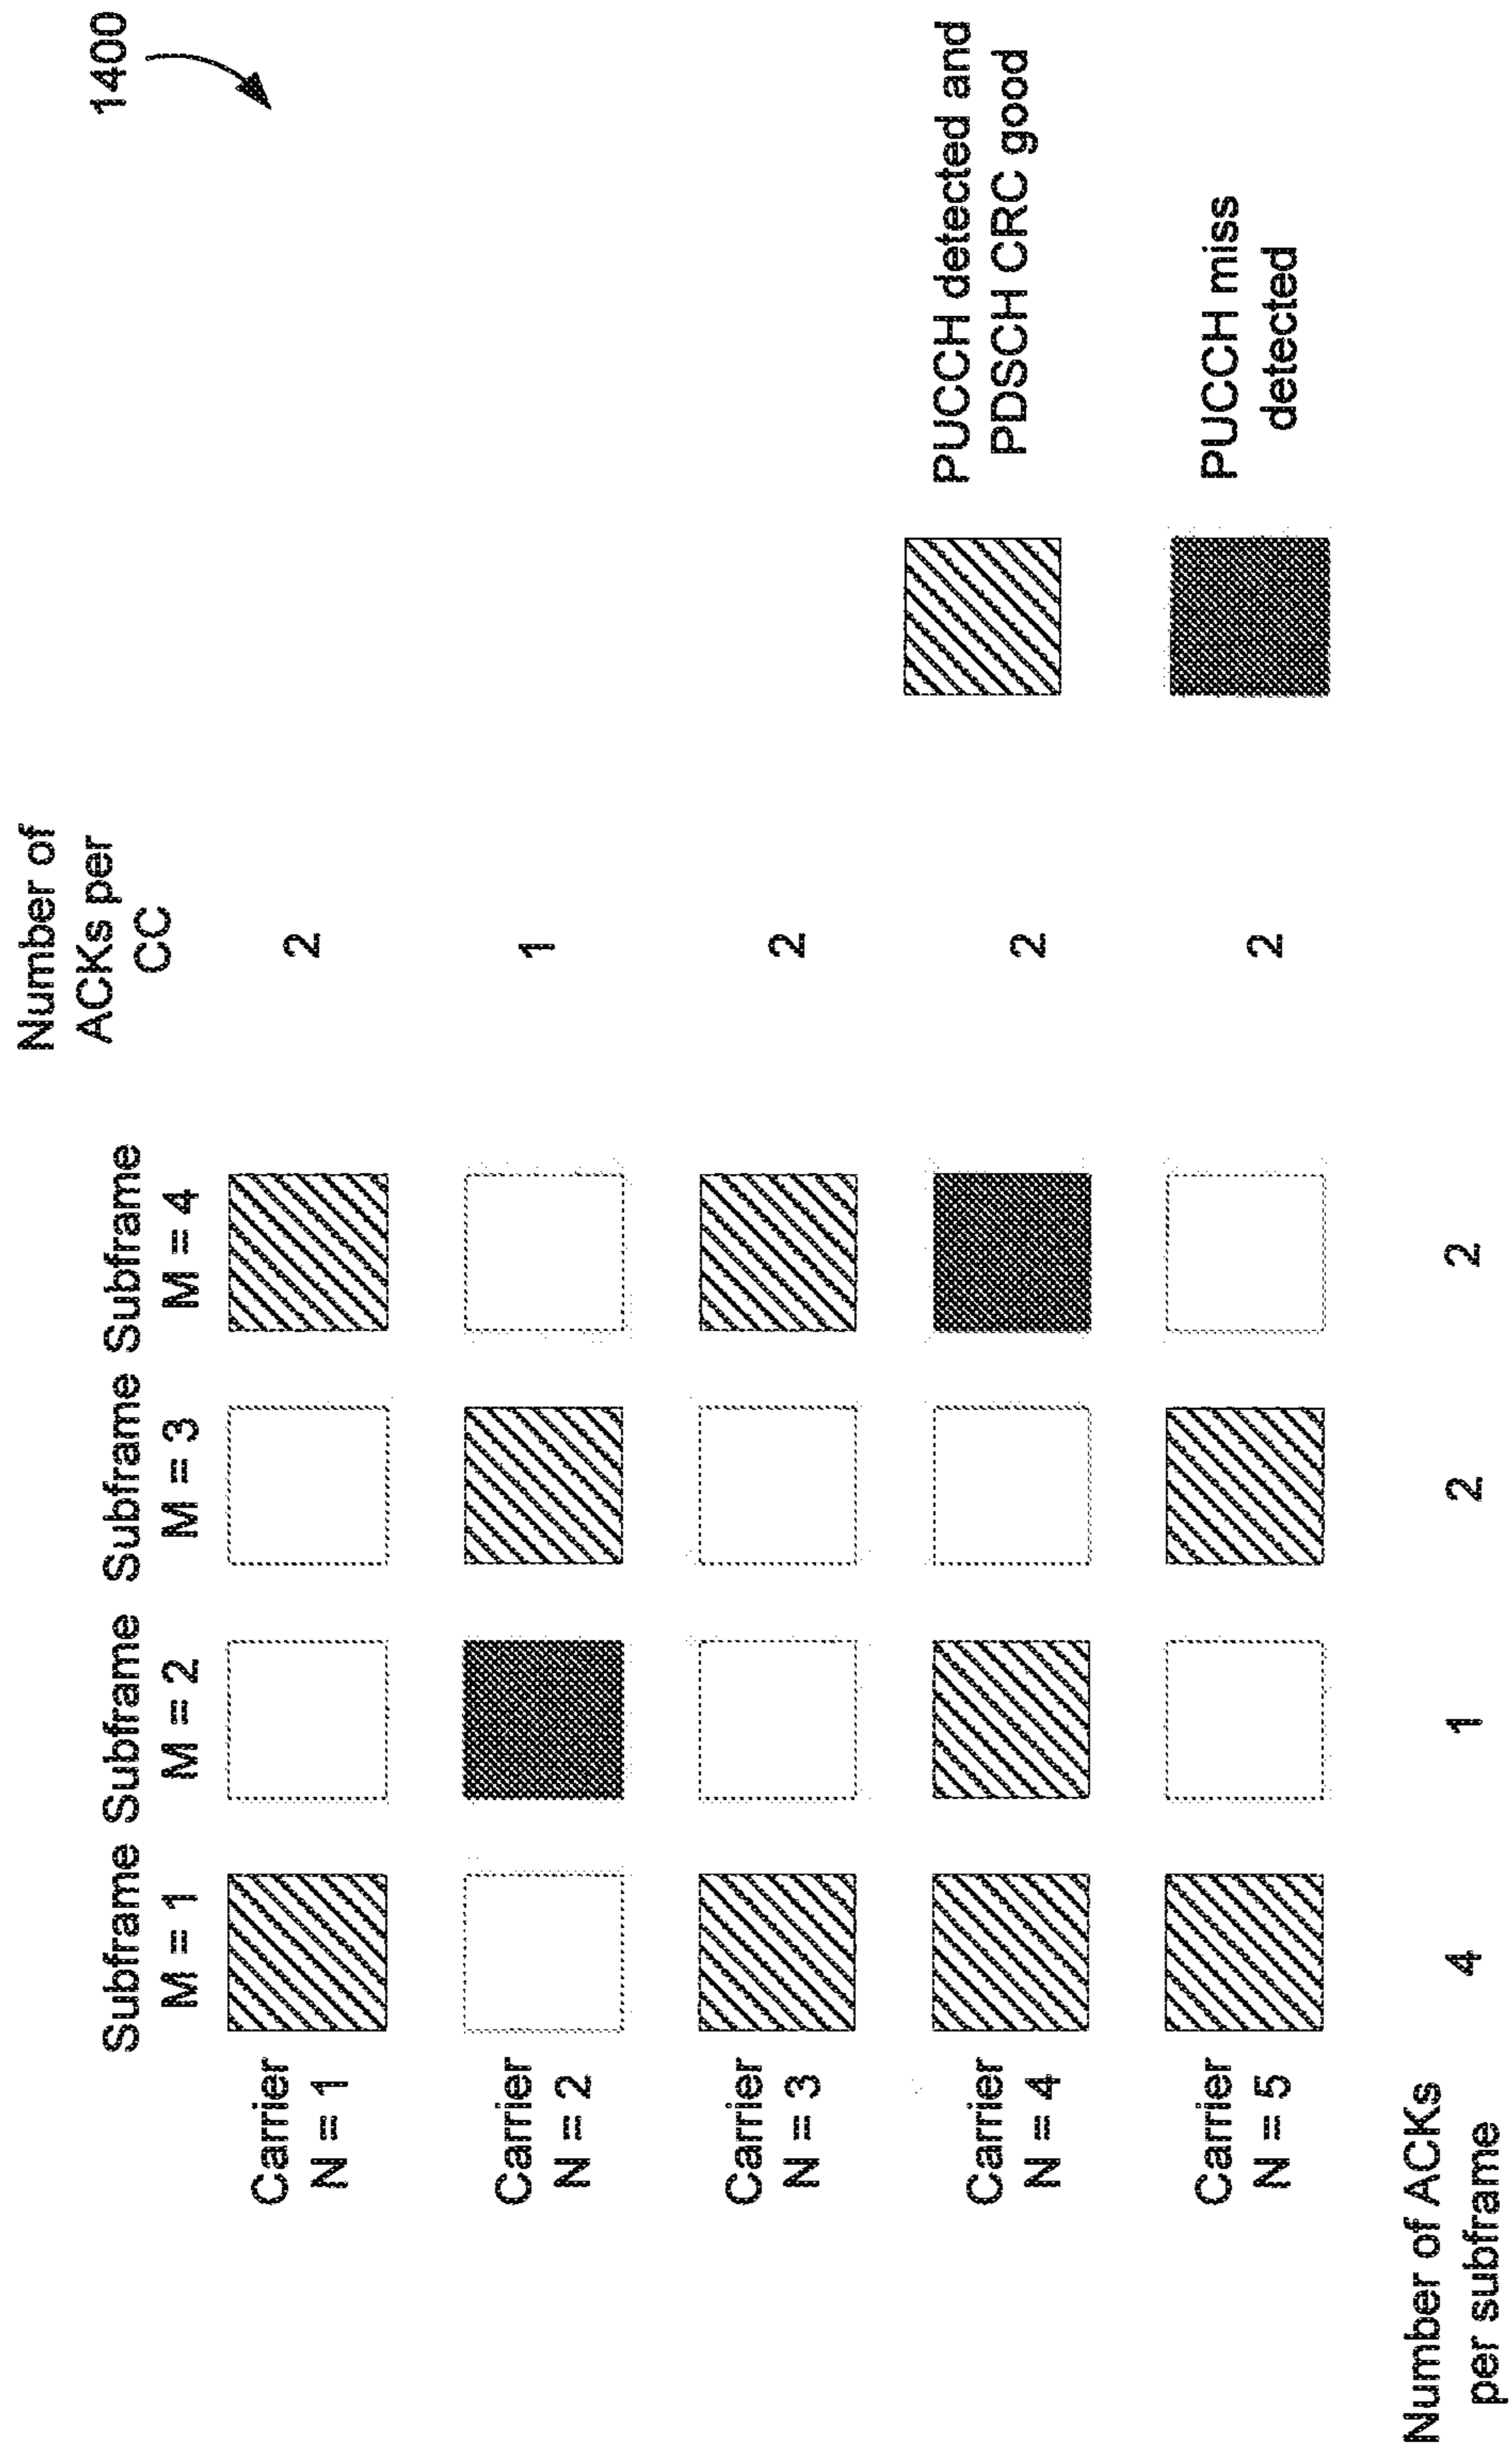 1400
Number of
ACKs per
CC
Subframe Subframe Subframe Subframe
M = 1 M = 2 M = 3 M = 4
Carrier
N = 1
2
Carrier
N = 2
1
Carrier
N = 3
2
Carrier
N = 4
2
Carrier
N = 5
2
Number of ACKs
per subframe
4 1 2 2
PUCCH detected and
PDSCH CRC good
PUCCH miss
detected